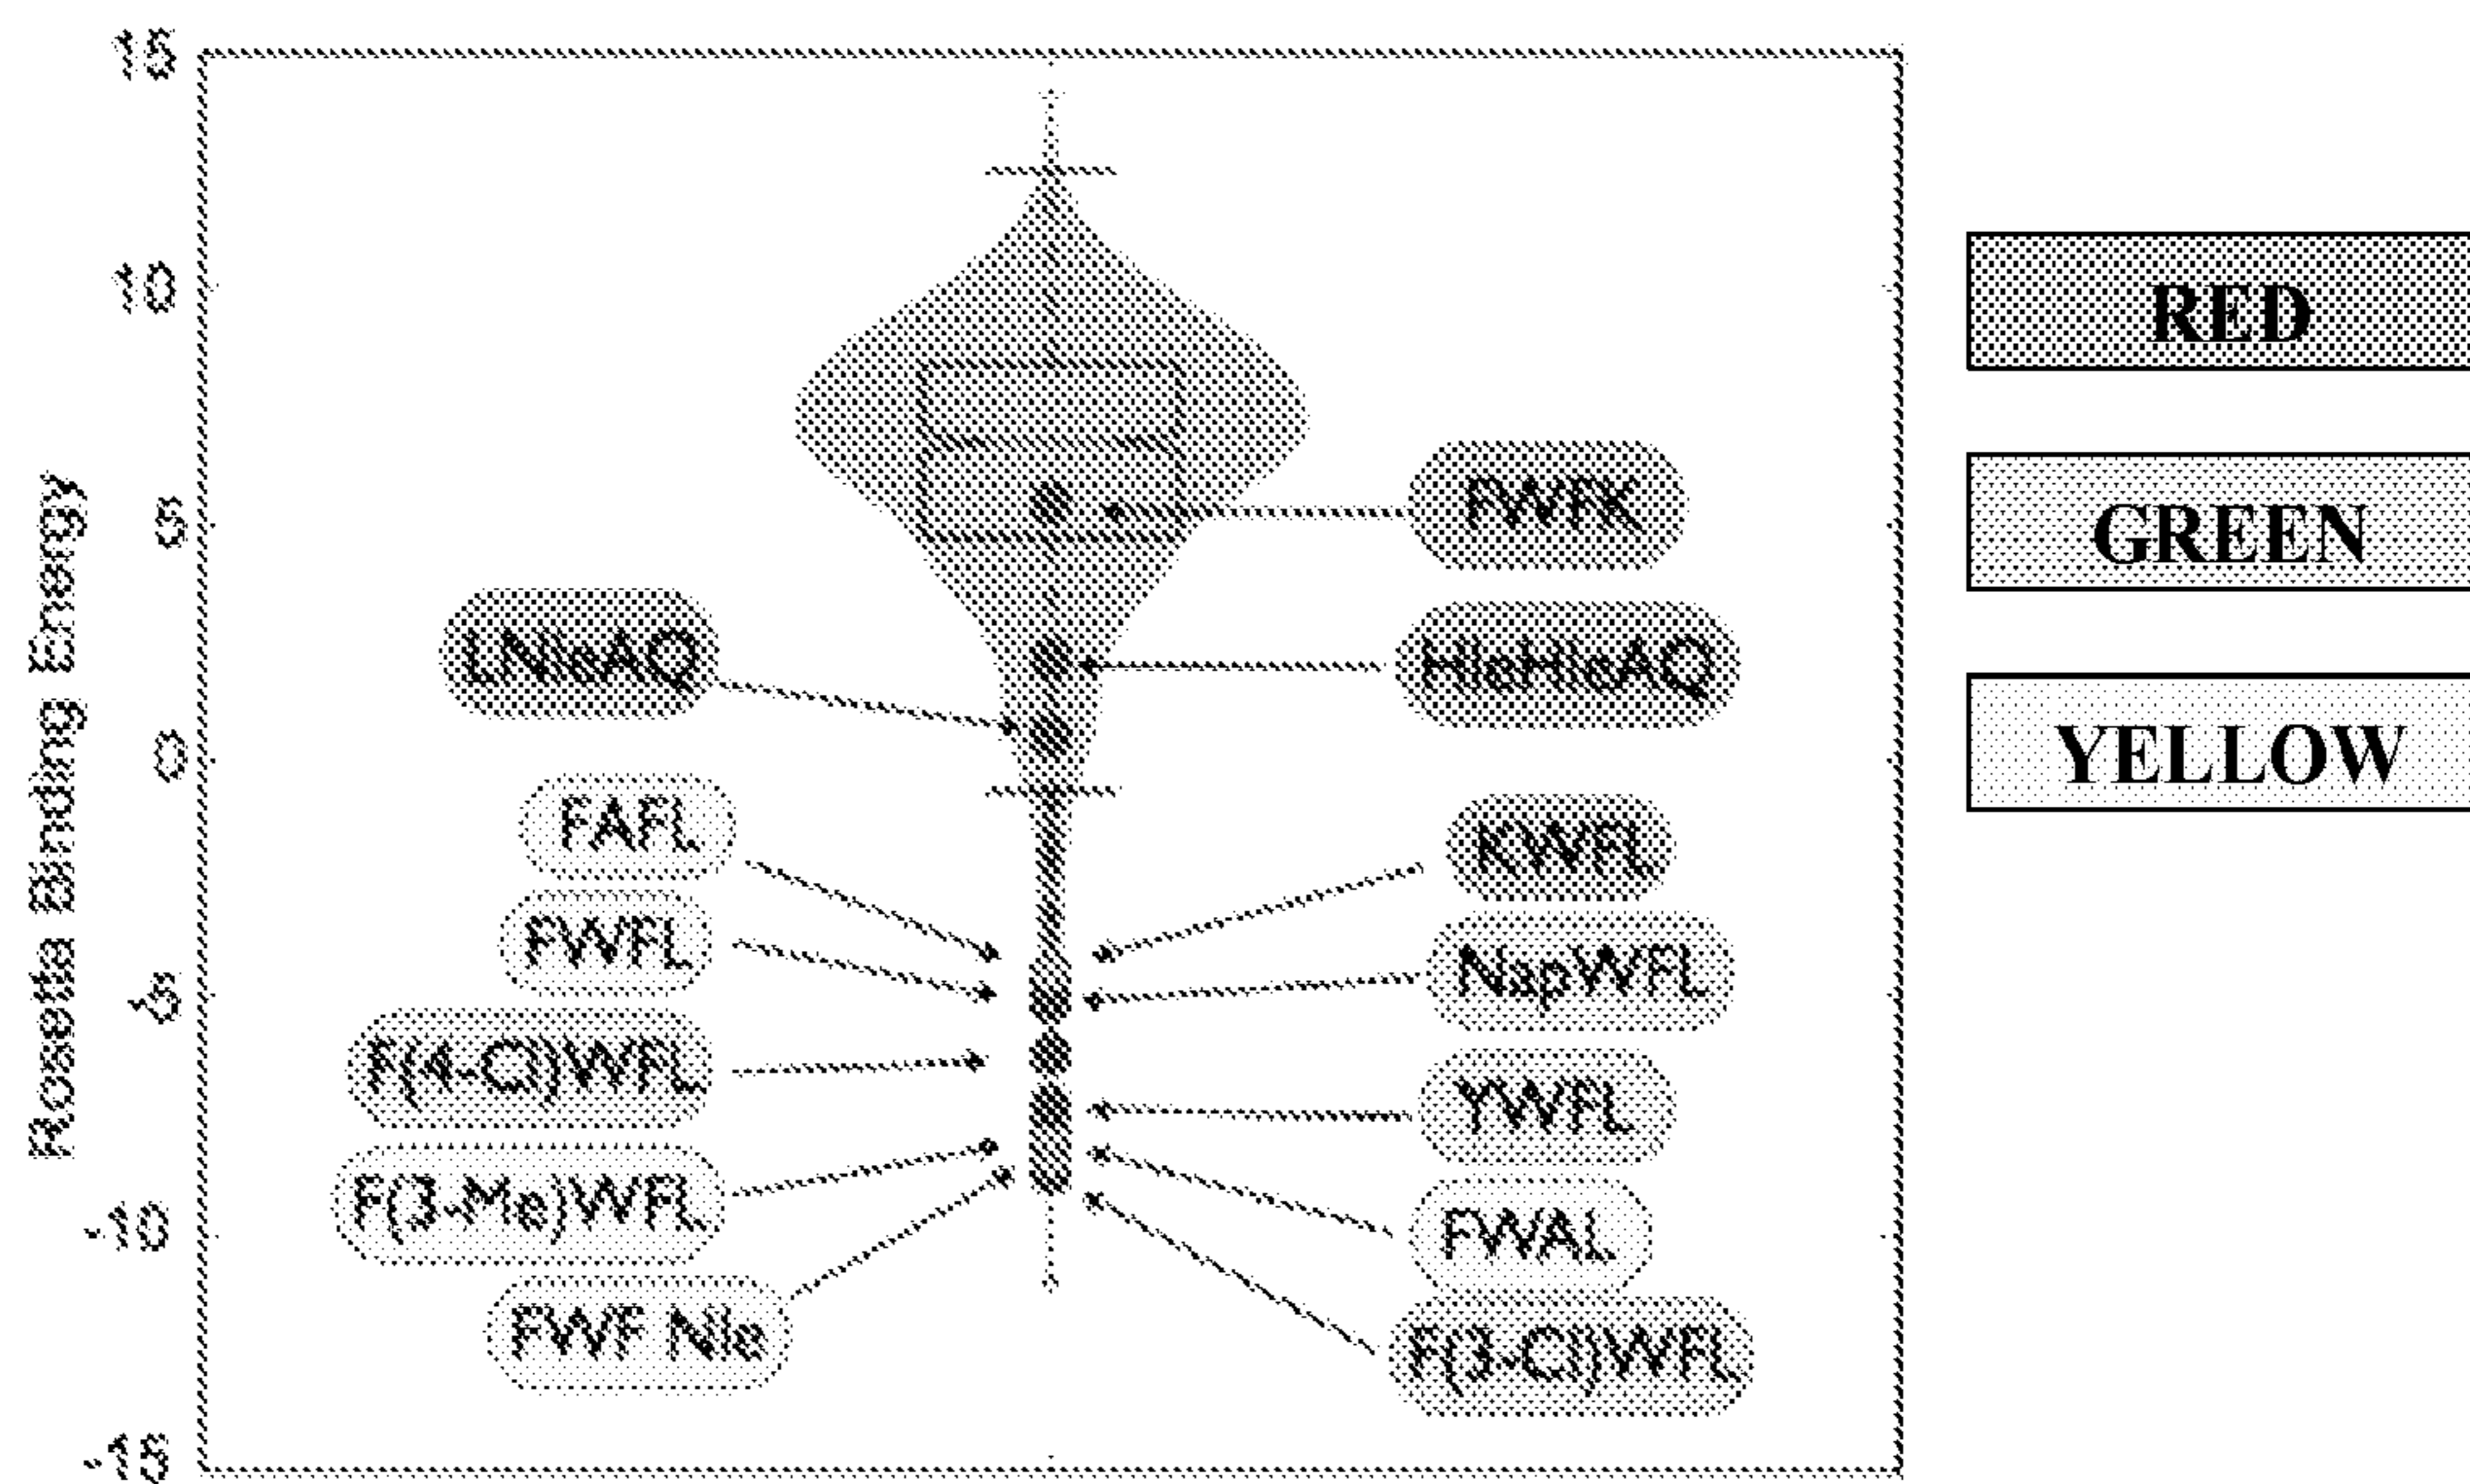 15
10
5
0
-5
-10
-15
Rosetta Binding Energy
FWFK
LNleAQ
HleHleAQ
FAFL
KWFL
FWFL
NapWFL
F(4-Cl)WFL
YWFL
F(3-Me)WFL
FWAL
FWF Nle
F(3-Cl)WFL
RED
GREEN
YELLOW